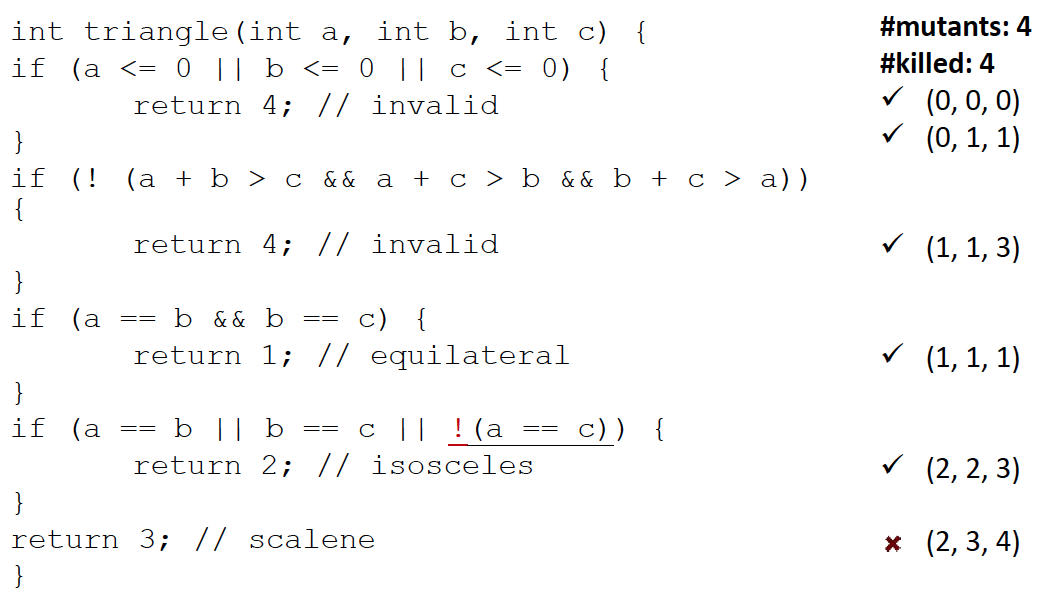 int triangle(int a, int b, int c) {
#mutants: 4
if (a <= 0 || b <= 0 || c <= 0) {
#killed: 4
return 4; // invalid
✓ (0, 0, 0)
}
✓ (0, 1, 1)
if (! (a + b > c && a + c > b && b + c > a))
{
return 4; // invalid
✓ (1, 1, 3)
}
if (a == b && b == c) {
return 1; // equilateral
✓ (1, 1, 1)
}
if (a == b || b == c || !(a == c)) {
return 2; // isosceles
✓ (2, 2, 3)
}
return 3; // scalene
✖ (2, 3, 4)
}